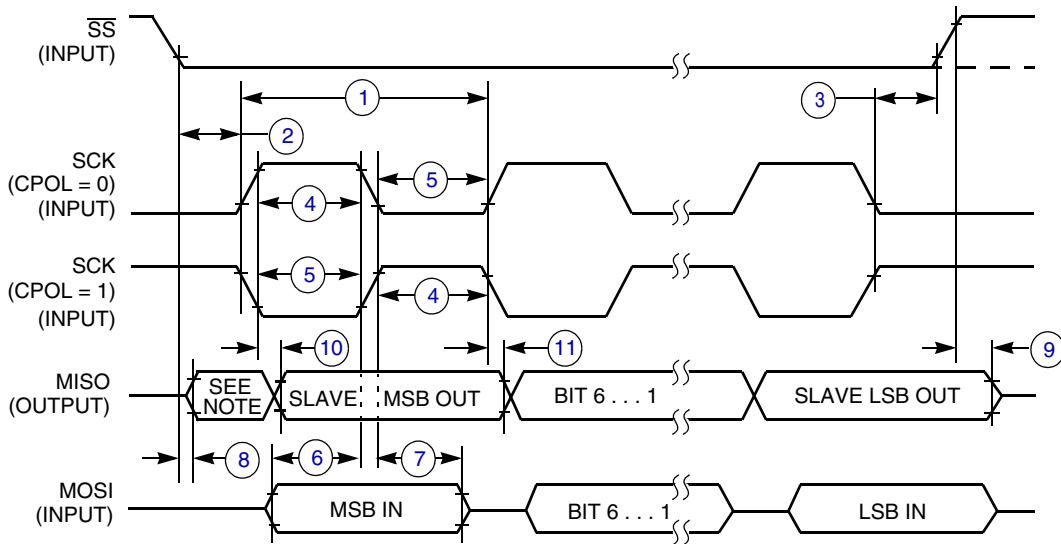 SS
(INPUT)
1
3
2
SCK
(CPOL = 0)
(INPUT)
5
4
SCK
(CPOL = 1)
(INPUT)
5
4
10
11
9
MISO
(OUTPUT)
SEE
NOTE
SLAVE
MSB OUT
BIT 6 . . . 1
SLAVE LSB OUT
8
6
7
MOSI
(INPUT)
MSB IN
BIT 6 . . . 1
LSB IN